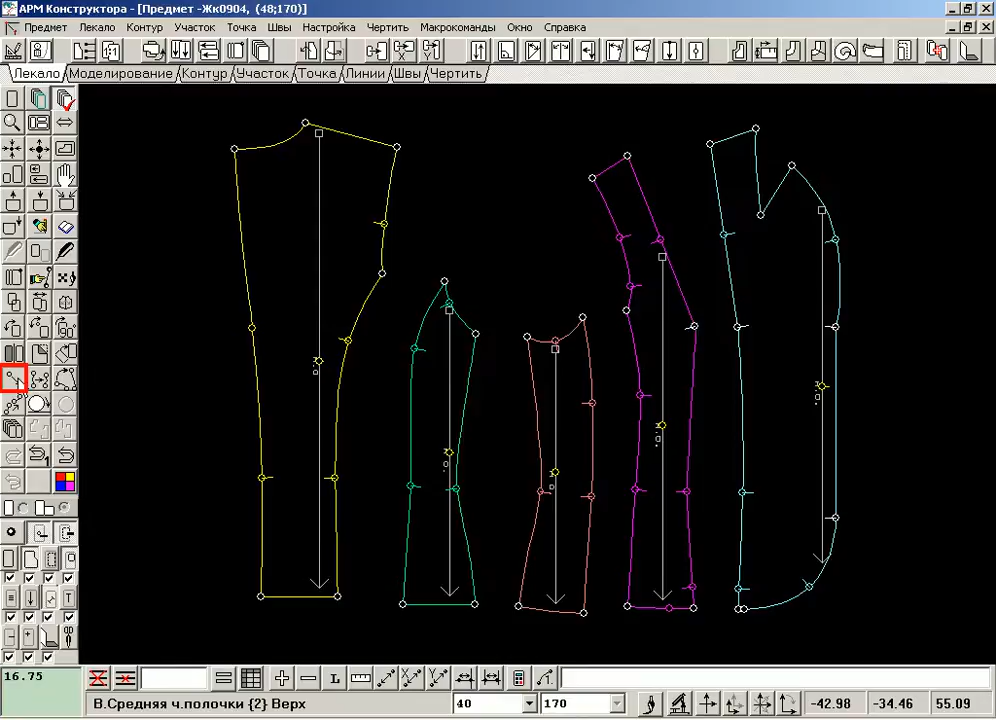 АРМ Конструктора - [Предмет -Жк0904, (48;170)]
Предмет Лекало Контур Участок Точка Швы Настройка Чертить Макрокоманды Окно Справка
Лекало Моделирование Контур Участок Точка Линии Швы Чертить
16.75
В.Средняя ч.полочки {2} Верх 40 170 -42.98 -34.46 55.09